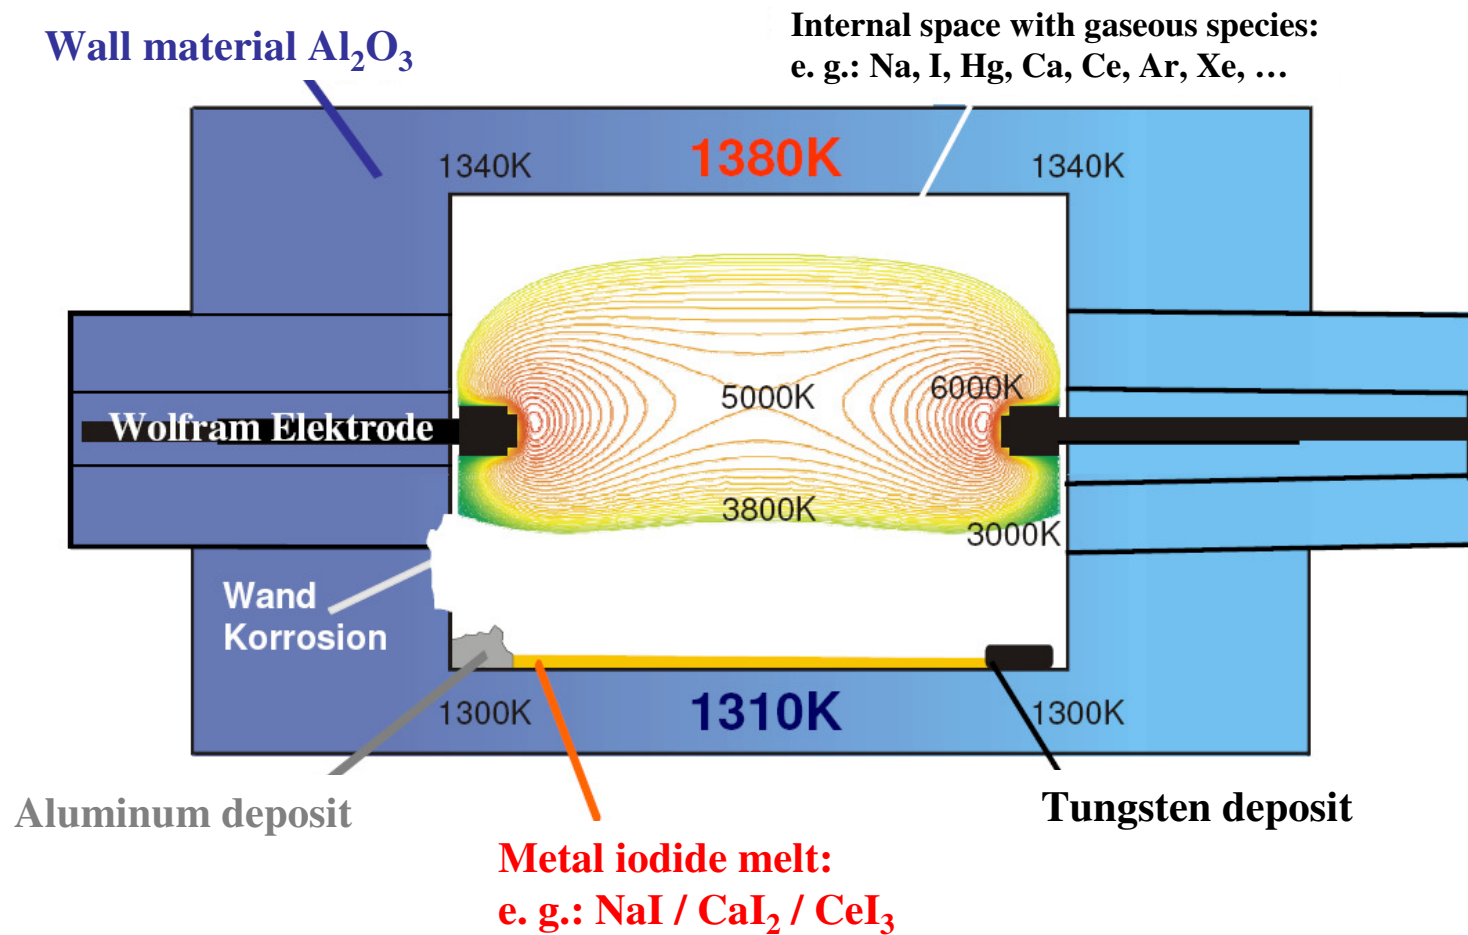 Internal space with gaseous species:
Wall material Al₂O₃
e. g.: Na, I, Hg, Ca, Ce, Ar, Xe, …
1340K
1380K
1340K
5000K
6000K
Wolfram Elektrode
3800K
3000K
Wand
Korrosion
1300K
1310K
1300K
Aluminum deposit
Tungsten deposit
Metal iodide melt:
e. g.: NaI / CaI₂ / CeI₃